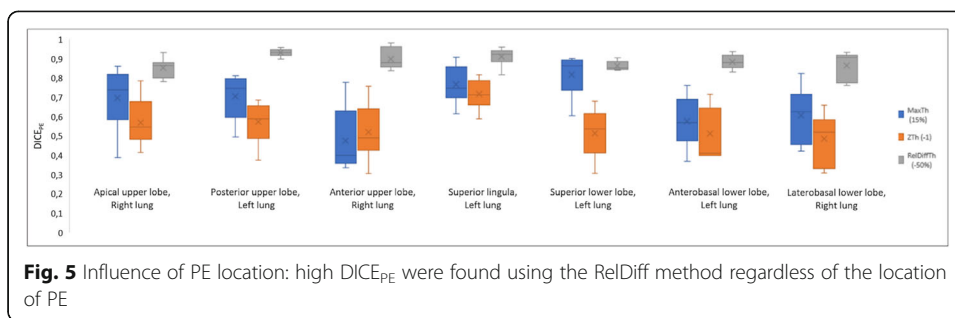 1
0,9
0,8
0,7
0,6
0,5
0,4
0,3
0,2
0,1
0
DICEPE
Apical upper lobe,
Right lung
Posterior upper lobe,
Left lung
Anterior upper lobe,
Right lung
Superior lingula,
Left lung
Superior lower lobe,
Left lung
Anterobasal lower lobe,
Left lung
Laterobasal lower lobe,
Right lung
MaxTh
(15%)
ZTh (-1)
RelDiffTh
(-50%)
Fig. 5 Influence of PE location: high DICEPE were found using the RelDiff method regardless of the location
of PE